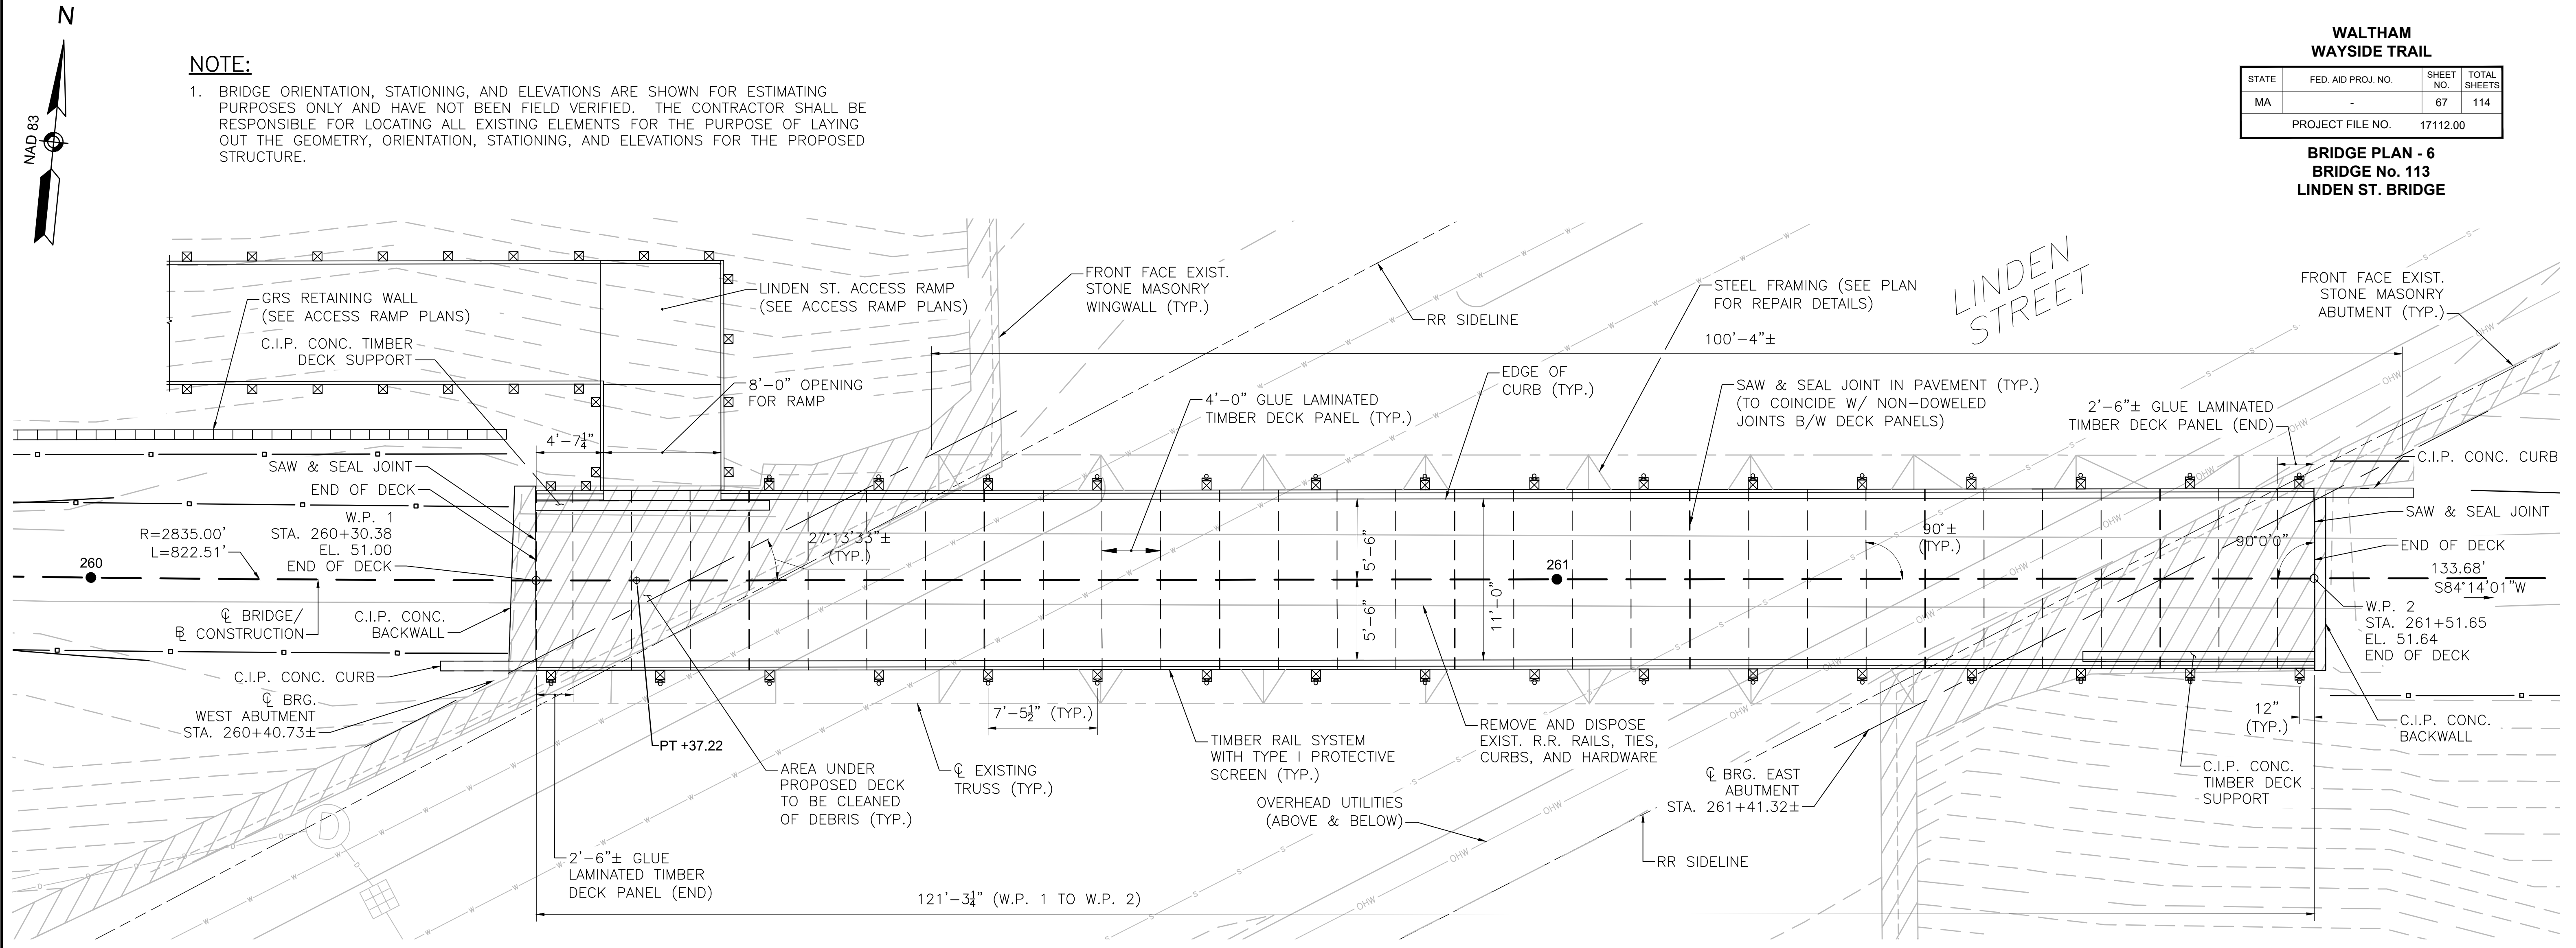 N
NAD 83
NOTE:
1. BRIDGE ORIENTATION, STATIONING, AND ELEVATIONS ARE SHOWN FOR ESTIMATING
PURPOSES ONLY AND HAVE NOT BEEN FIELD VERIFIED. THE CONTRACTOR SHALL BE
RESPONSIBLE FOR LOCATING ALL EXISTING ELEMENTS FOR THE PURPOSE OF LAYING
OUT THE GEOMETRY, ORIENTATION, STATIONING, AND ELEVATIONS FOR THE PROPOSED
STRUCTURE.
WALTHAM
WAYSIDE TRAIL
STATE FED. AID PROJ. NO. SHEET NO. TOTAL SHEETS
MA - 67 114
PROJECT FILE NO. 17112.00
BRIDGE PLAN - 6
BRIDGE No. 113
LINDEN ST. BRIDGE
GRS RETAINING WALL
(SEE ACCESS RAMP PLANS)
C.I.P. CONC. TIMBER
DECK SUPPORT
LINDEN ST. ACCESS RAMP
(SEE ACCESS RAMP PLANS)
8'-0" OPENING
FOR RAMP
FRONT FACE EXIST.
STONE MASONRY
WINGWALL (TYP.)
RR SIDELINE
STEEL FRAMING (SEE PLAN
FOR REPAIR DETAILS)
100'-4"±
LINDEN
STREET
FRONT FACE EXIST.
STONE MASONRY
ABUTMENT (TYP.)
4'-7¼"
4'-0" GLUE LAMINATED
TIMBER DECK PANEL (TYP.)
EDGE OF
CURB (TYP.)
SAW & SEAL JOINT IN PAVEMENT (TYP.)
(TO COINCIDE W/ NON-DOWELED
JOINTS B/W DECK PANELS)
2'-6"± GLUE LAMINATED
TIMBER DECK PANEL (END)
C.I.P. CONC. CURB
SAW & SEAL JOINT
END OF DECK
W.P. 1
STA. 260+30.38
EL. 51.00
END OF DECK
R=2835.00'
L=822.51'
260
27°13'33"±
(TYP.)
5'-6"
5'-6"
11'-0"
261
90°±
(TYP.)
90°0'0"
SAW & SEAL JOINT
END OF DECK
133.68'
S84°14'01"W
W.P. 2
STA. 261+51.65
EL. 51.64
END OF DECK
℄ BRIDGE/
BL CONSTRUCTION
C.I.P. CONC.
BACKWALL
C.I.P. CONC. CURB
℄ BRG.
WEST ABUTMENT
STA. 260+40.73±
PT +37.22
AREA UNDER
PROPOSED DECK
TO BE CLEANED
OF DEBRIS (TYP.)
℄ EXISTING
TRUSS (TYP.)
7'-5½" (TYP.)
TIMBER RAIL SYSTEM
WITH TYPE I PROTECTIVE
SCREEN (TYP.)
REMOVE AND DISPOSE
EXIST. R.R. RAILS, TIES,
CURBS, AND HARDWARE
OVERHEAD UTILITIES
(ABOVE & BELOW)
℄ BRG. EAST
ABUTMENT
STA. 261+41.32±
RR SIDELINE
12"
(TYP.)
C.I.P. CONC.
TIMBER DECK
SUPPORT
C.I.P. CONC.
BACKWALL
2'-6"± GLUE
LAMINATED TIMBER
DECK PANEL (END)
121'-3¼" (W.P. 1 TO W.P. 2)
D
OHW
OHW
OHW